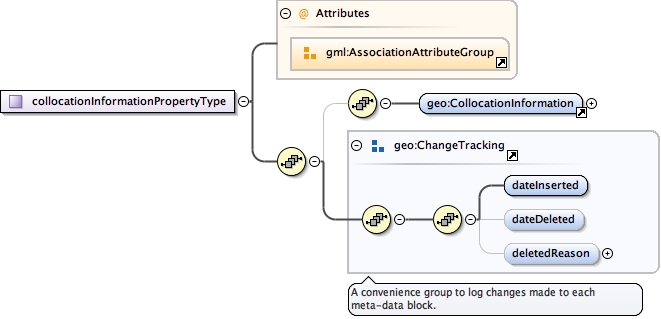 @ Attributes
gml:AssociationAttributeGroup
collocationInformationPropertyType
geo:CollocationInformation
geo:ChangeTracking
dateInserted
dateDeleted
deletedReason
A convenience group to log changes made to each
meta-data block.